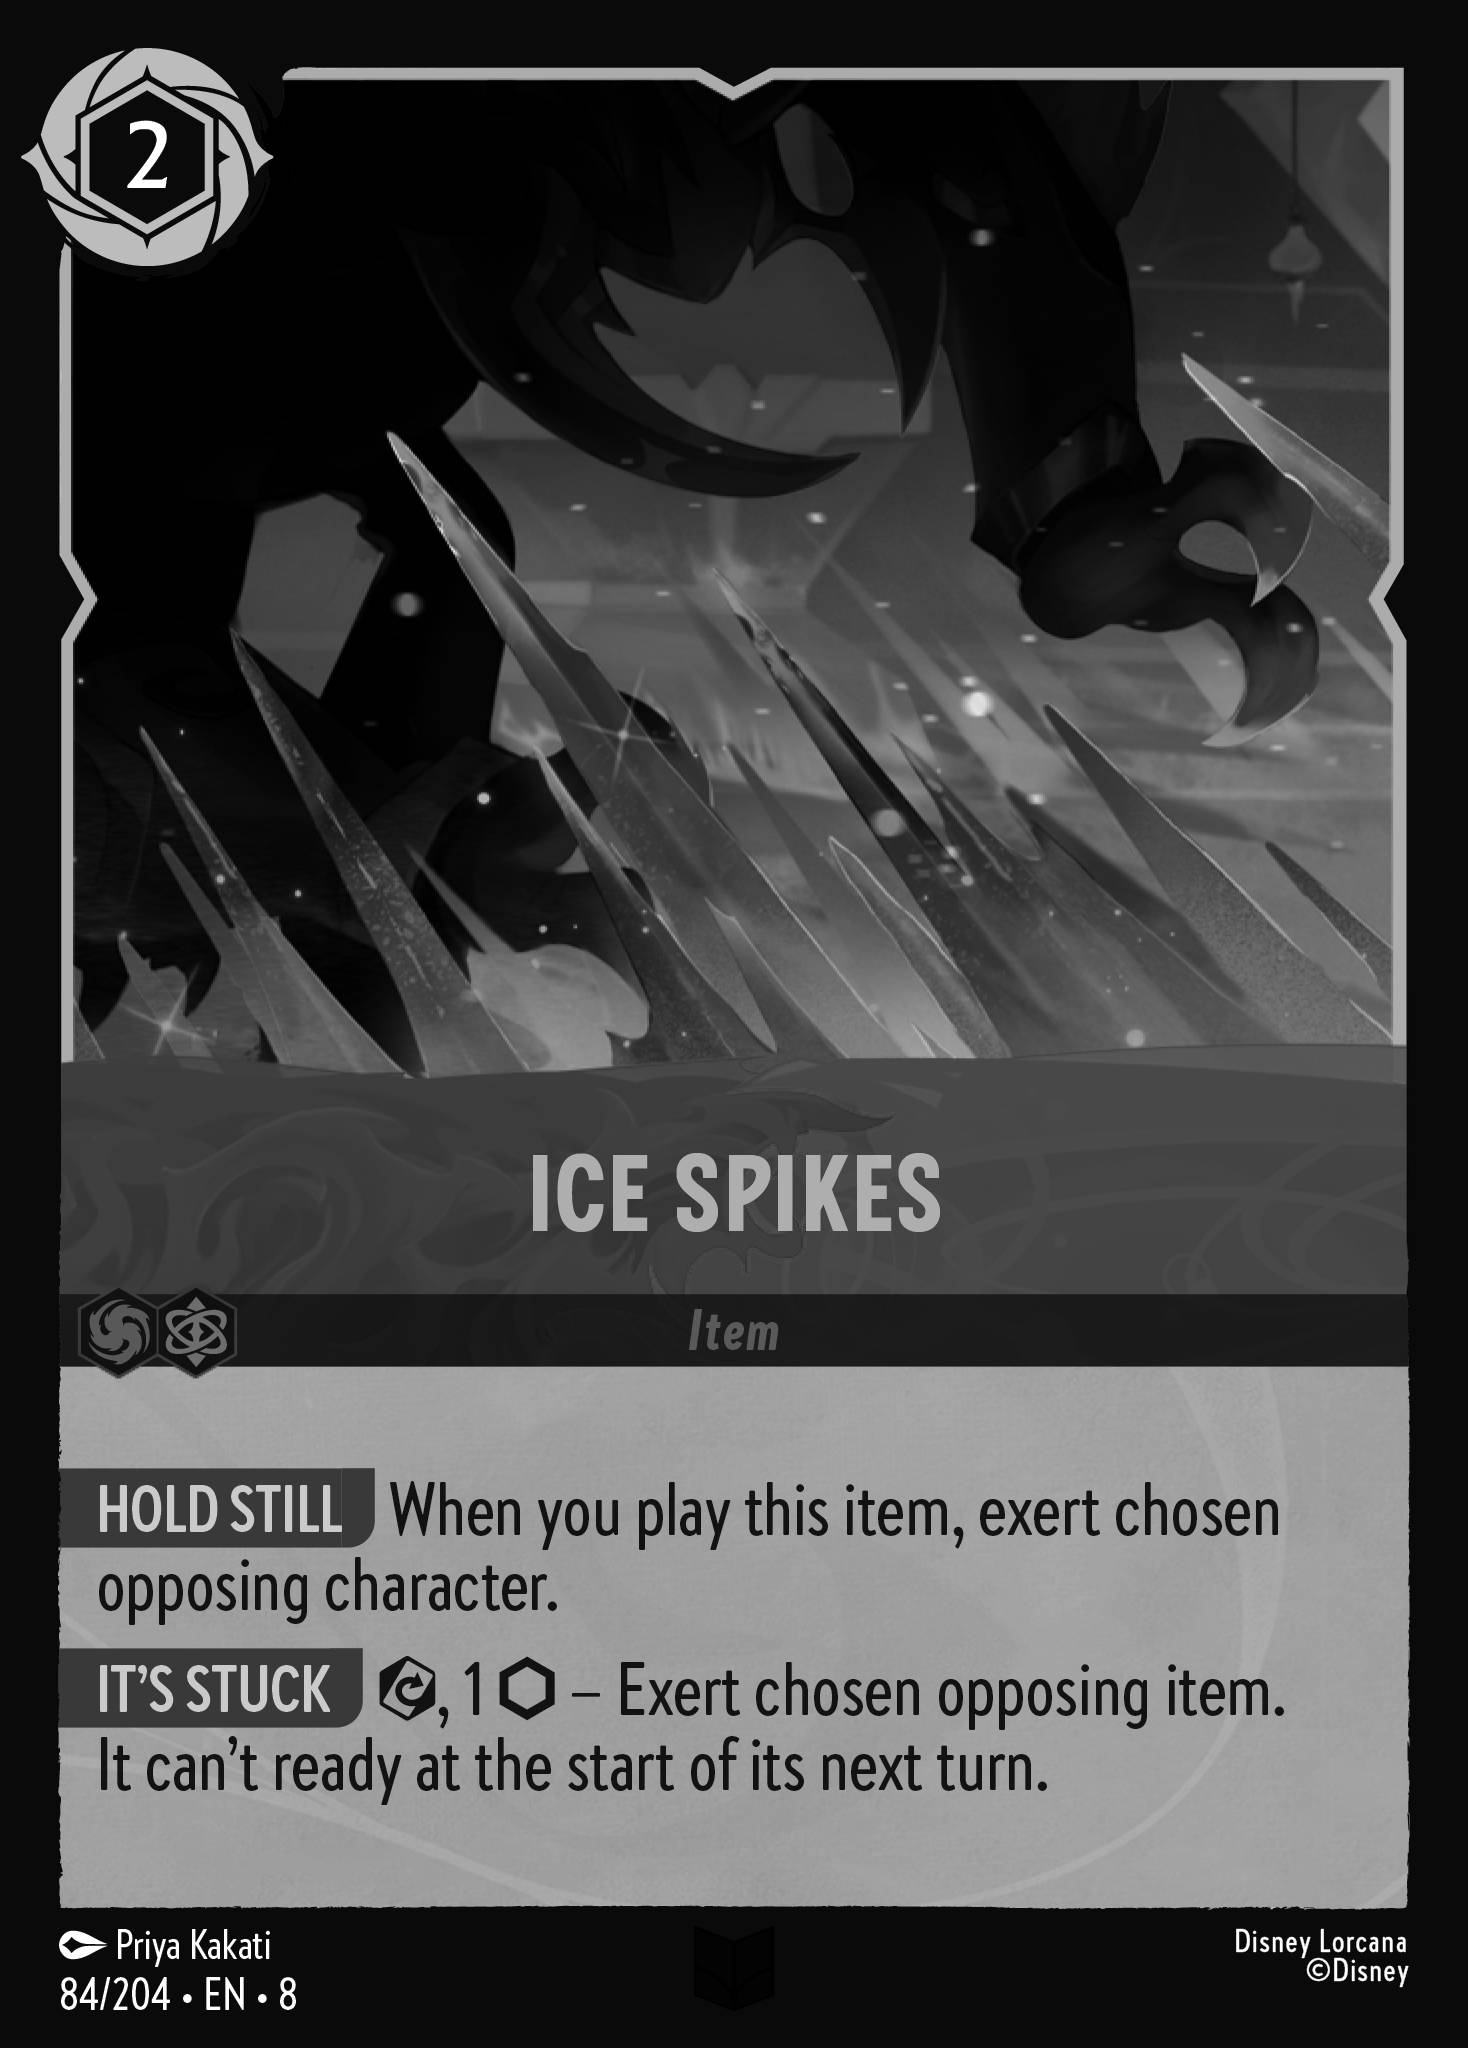 2
ICE SPIKES
Item
HOLD STILL When you play this item, exert chosen
opposing character.
IT’S STUCK , 1 – Exert chosen opposing item.
It can’t ready at the start of its next turn.
Priya Kakati
84/204 • EN • 8
Disney Lorcana
©Disney